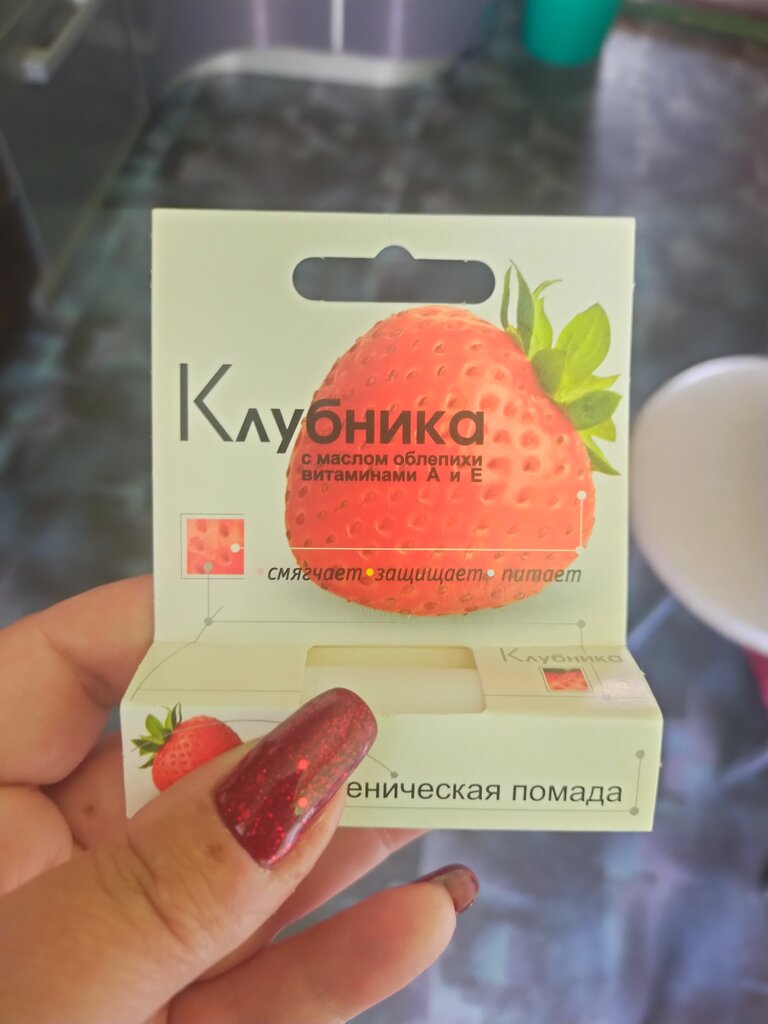 Клубника
с маслом облепихи
витаминами А и Е
смягчает•защищает•питает
Клубника
еническая помада